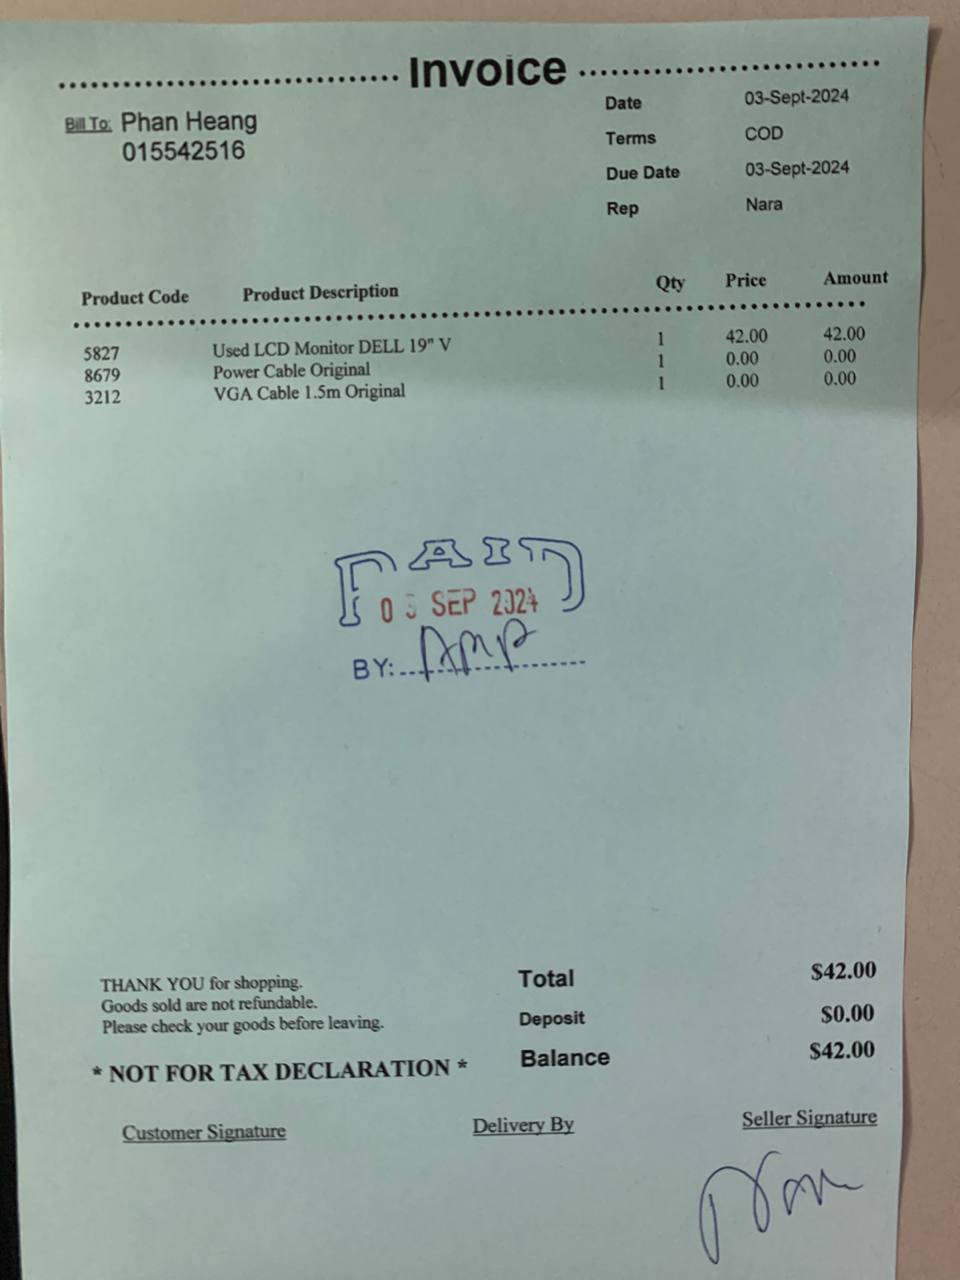 Invoice
Bill To: Phan Heang
015542516
Date 03-Sept-2024
Terms COD
Due Date 03-Sept-2024
Rep Nara
Product Code Product Description Qty Price Amount
5827 Used LCD Monitor DELL 19" V 1 42.00 42.00
8679 Power Cable Original 1 0.00 0.00
3212 VGA Cable 1.5m Original 1 0.00 0.00
PAID
SEP 2024
BY:
THANK YOU for shopping.
Goods sold are not refundable.
Please check your goods before leaving.
* NOT FOR TAX DECLARATION *
Total $42.00
Deposit $0.00
Balance $42.00
Customer Signature Delivery By Seller Signature